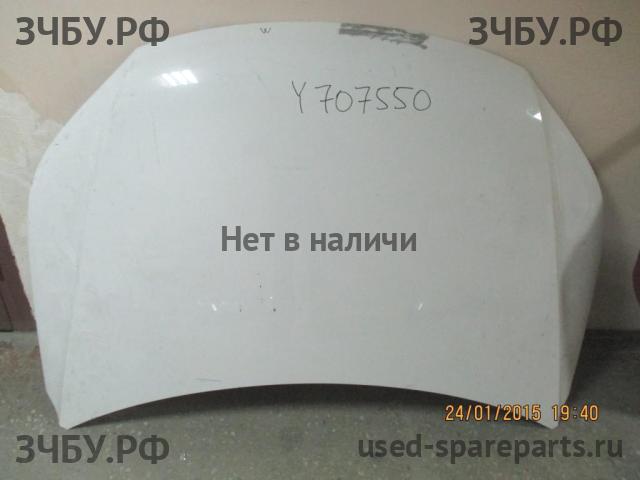 ЗЧБУ.РФ
w
ЗЧБУ.РФ
Y707550
Нет в наличи
24/01/2015 19:40
ЗЧБУ.РФ
used-spareparts.ru